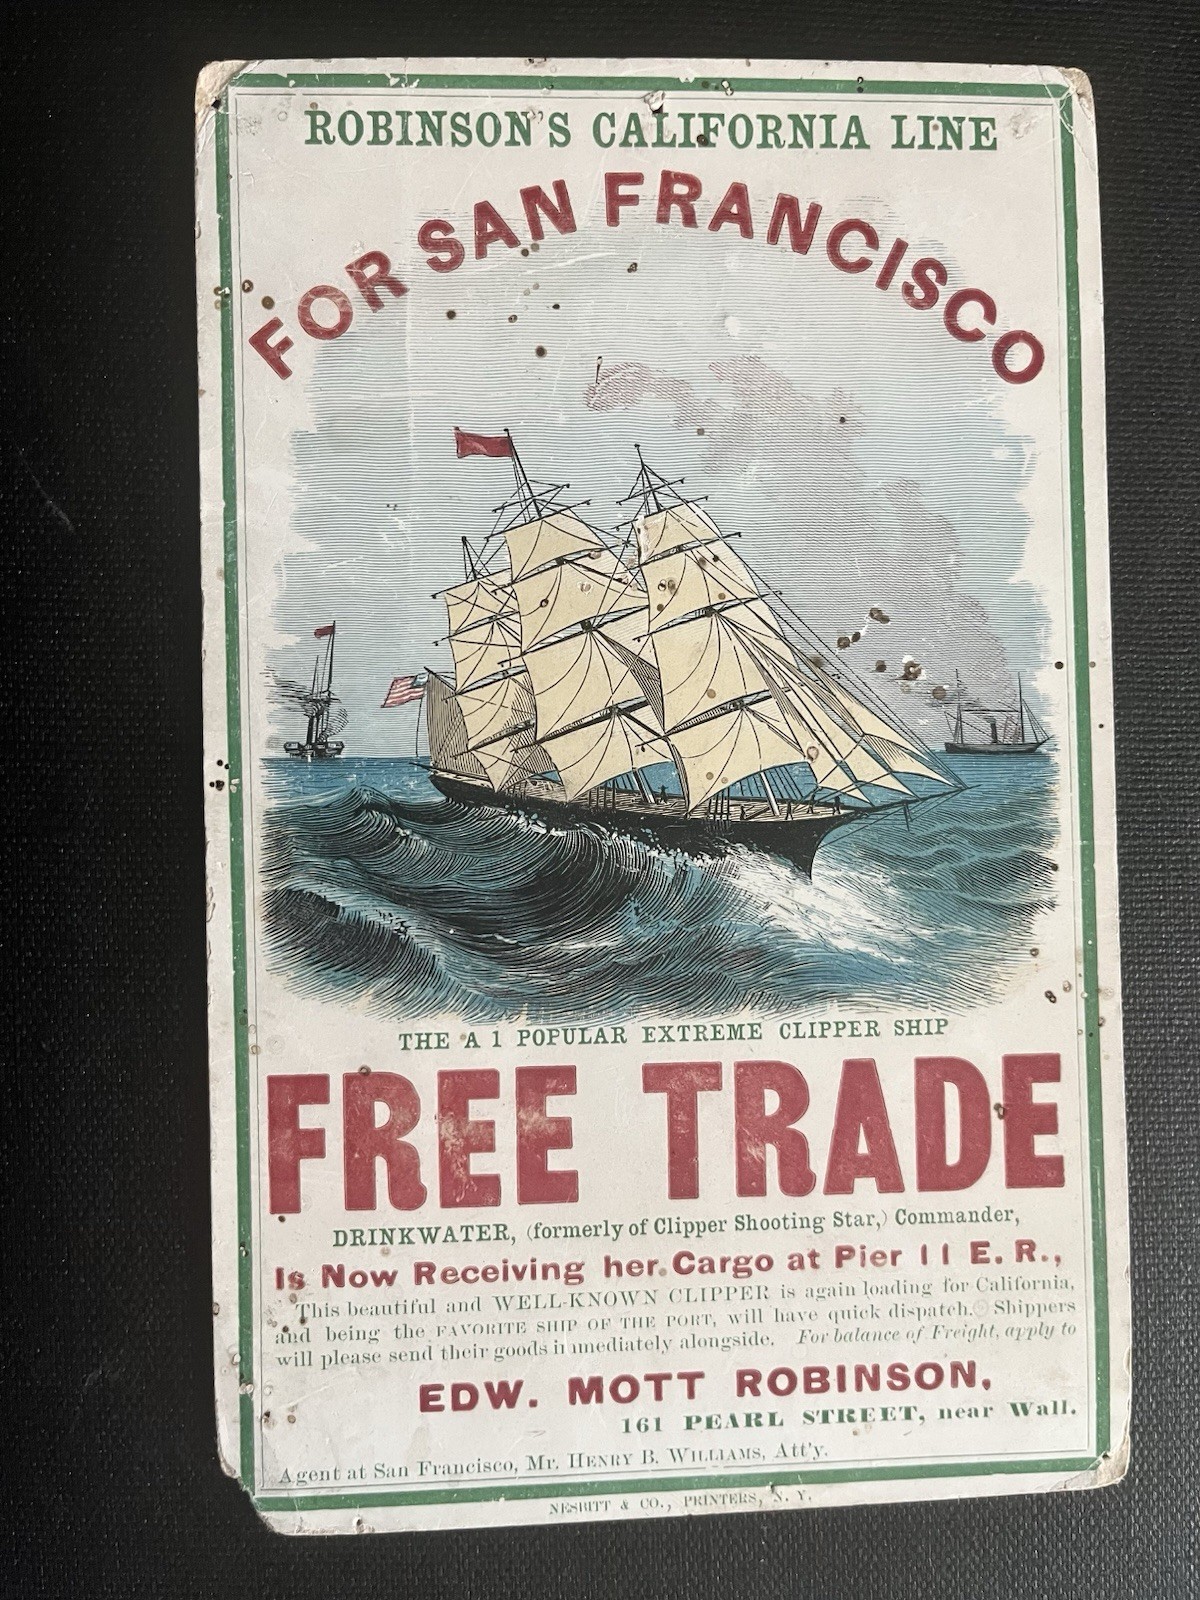 ROBINSON'S CALIFORNIA LINE
FOR SAN FRANCISCO
THE A 1 POPULAR EXTREME CLIPPER SHIP
FREE TRADE
DRINKWATER, (formerly of Clipper Shooting Star,) Commander,
Is Now Receiving her Cargo at Pier 11 E. R.,
This beautiful and WELL-KNOWN CLIPPER is again loading for California,
and being the FAVORITE SHIP OF THE PORT, will have quick dispatch. Shippers
will please send their goods immediately alongside. For balance of Freight, apply to
EDW. MOTT ROBINSON,
161 PEARL STREET, near Wall.
Agent at San Francisco, Mr. HENRY B. WILLIAMS, Att'y.
NESBITT & CO., PRINTERS, N. Y.